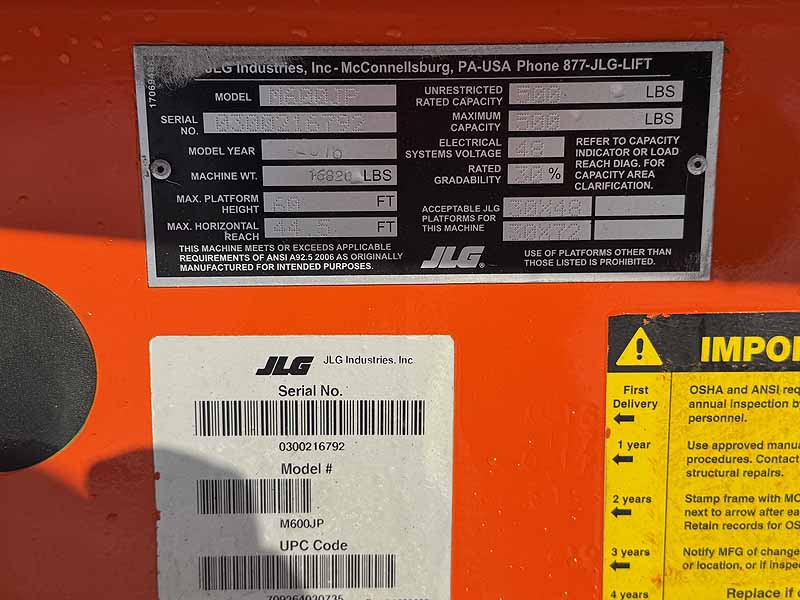 JLG Industries, Inc - McConnellsburg, PA-USA Phone 877-JLG-LIFT
MODEL M600JP
SERIAL NO. 0300216792
MODEL YEAR
MACHINE WT. 16820 LBS
MAX. PLATFORM HEIGHT 60 FT
MAX. HORIZONTAL REACH 44.5 FT
UNRESTRICTED RATED CAPACITY 500 LBS
MAXIMUM CAPACITY 500 LBS
ELECTRICAL SYSTEMS VOLTAGE 48
RATED GRADABILITY 30 %
REFER TO CAPACITY
INDICATOR OR LOAD
REACH DIAG. FOR
CAPACITY AREA
CLARIFICATION.
ACCEPTABLE JLG
PLATFORMS FOR
THIS MACHINE
THIS MACHINE MEETS OR EXCEEDS APPLICABLE
REQUIREMENTS OF ANSI A92.5 2006 AS ORIGINALLY
MANUFACTURED FOR INTENDED PURPOSES.
JLG®
USE OF PLATFORMS OTHER THAN
THOSE LISTED IS PROHIBITED.
JLG JLG Industries, Inc.
Serial No.
0300216792
Model #
M600JP
UPC Code
IMPO
First Delivery
OSHA and ANSI req
annual inspection b
personnel.
1 year
Use approved manu
procedures. Contac
structural repairs.
2 years
Stamp frame with MO
next to arrow after ea
Retain records for OS
3 years
Notify MFG of change
or location, or if inspe
4 years
Replace if